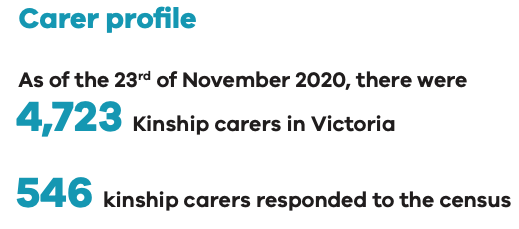 Carer profile
As of the 23rd of November 2020, there were
4,723 Kinship carers in Victoria
546 kinship carers responded to the census